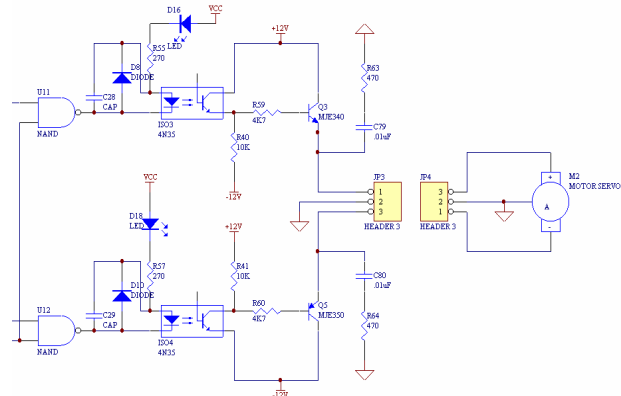 D16
VCC
LED
+12V
R55
270
D8
DIODE
R63
470
U11
C28
CAP
R59
4K7
Q3
MJE340
C79
.01uF
NAND
ISO3
4N35
R40
10K
-12V
VCC
JP3
1
2
3
HEADER 3
JP4
3
2
1
HEADER 3
M2
MOTOR SERVO
+
A
-
D18
LED
+12V
R57
270
R41
10K
D10
DIODE
C80
.01uF
U12
C29
CAP
R60
4K7
Q5
MJE350
R64
470
NAND
ISO4
4N35
-12V